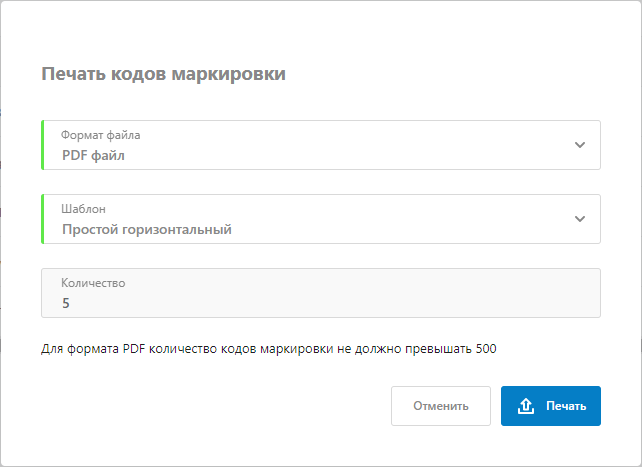 Печать кодов маркировки
Формат файла
PDF файл
Шаблон
Простой горизонтальный
Количество
5
Для формата PDF количество кодов маркировки не должно превышать 500
Отменить
Печать